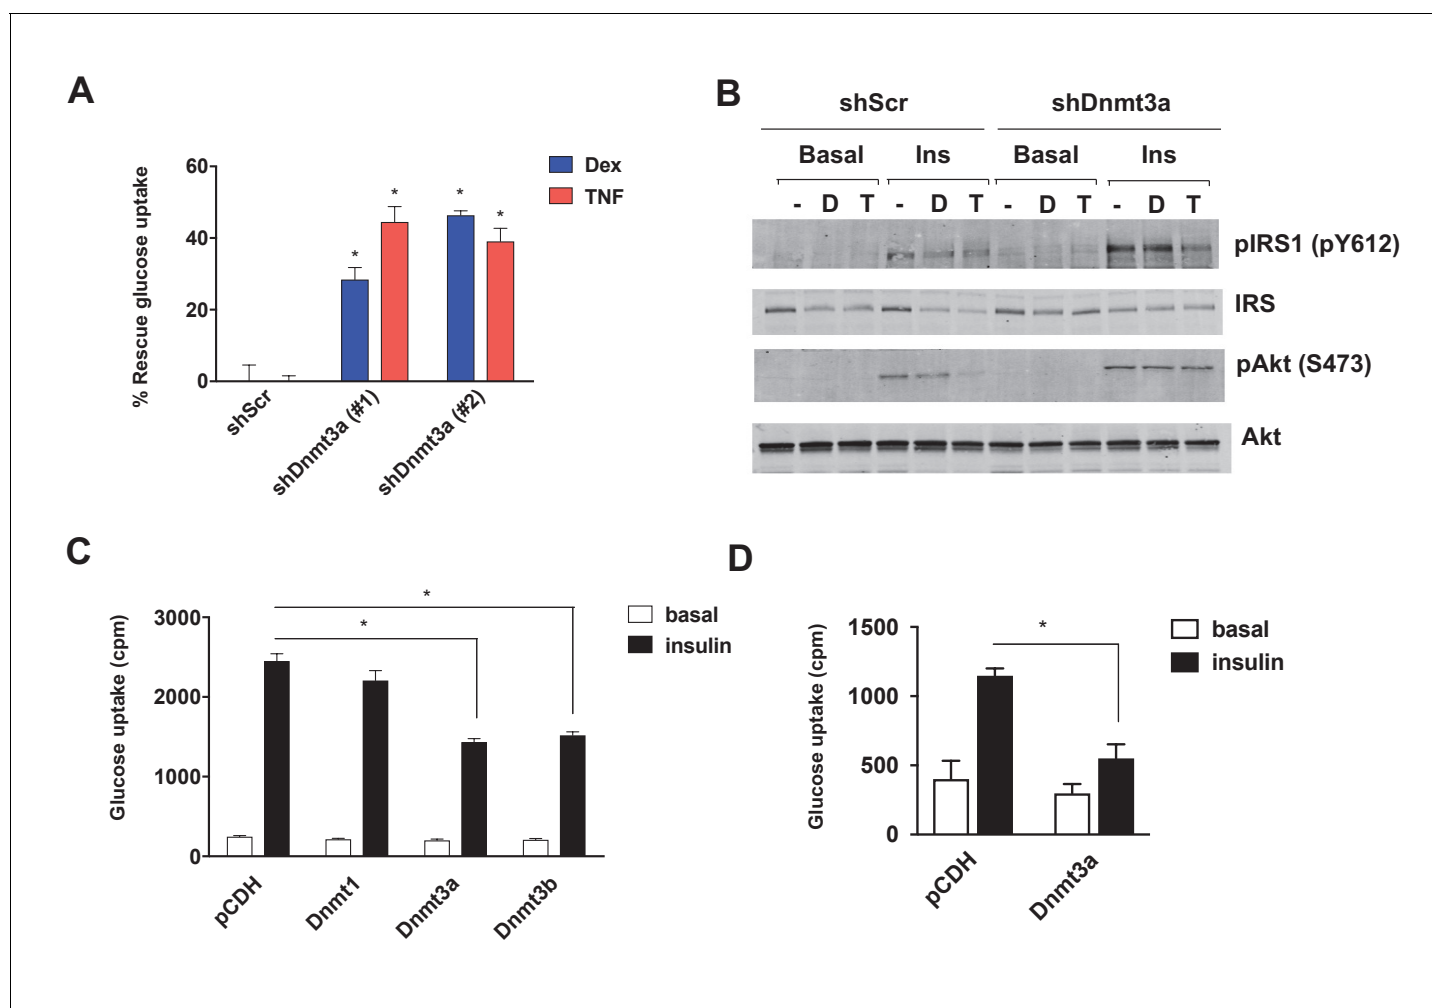 A
% Rescue glucose uptake
60
40
20
0
* * * *
Dex
TNF
shScr
shDnmt3a (#1)
shDnmt3a (#2)
B
shScr shDnmt3a
Basal Ins Basal Ins
- D T - D T - D T - D T
pIRS1 (pY612)
IRS
pAkt (S473)
Akt
C
Glucose uptake (cpm)
3000
2000
1000
0
*
*
basal
insulin
pCDH
Dnmt1
Dnmt3a
Dnmt3b
D
Glucose uptake (cpm)
1500
1000
500
0
*
basal
insulin
pCDH
Dnmt3a